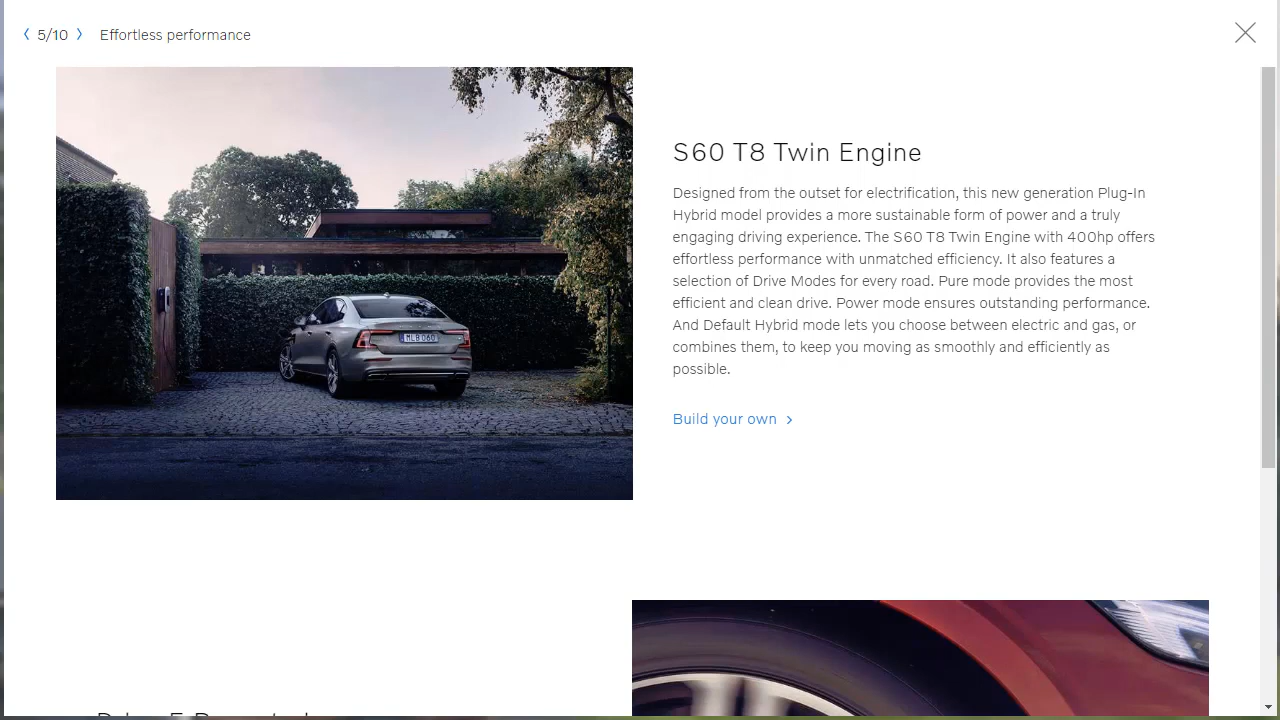 5/10 Effortless performance
S60 T8 Twin Engine
Designed from the outset for electrification, this new generation Plug-In
Hybrid model provides a more sustainable form of power and a truly
engaging driving experience. The S60 T8 Twin Engine with 400hp offers
effortless performance with unmatched efficiency. It also features a
selection of Drive Modes for every road. Pure mode provides the most
efficient and clean drive. Power mode ensures outstanding performance.
And Default Hybrid mode lets you choose between electric and gas, or
combines them, to keep you moving as smoothly and efficiently as
possible.
MLB 060
Build your own